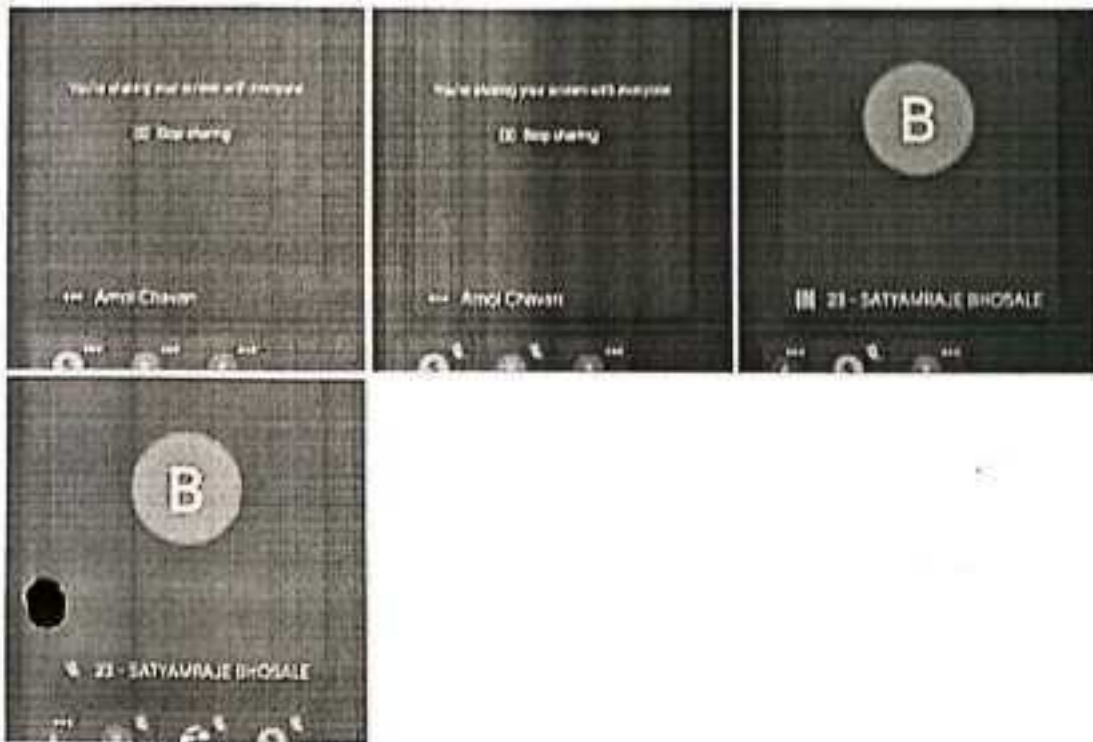 You're sharing your screen with everyone
Stop sharing
Amol Chavan
You're sharing your screen with everyone
Stop sharing
Amol Chavan
B
23 - SATYAMRAJE BHOSALE
B
23 - SATYAMRAJE BHOSALE